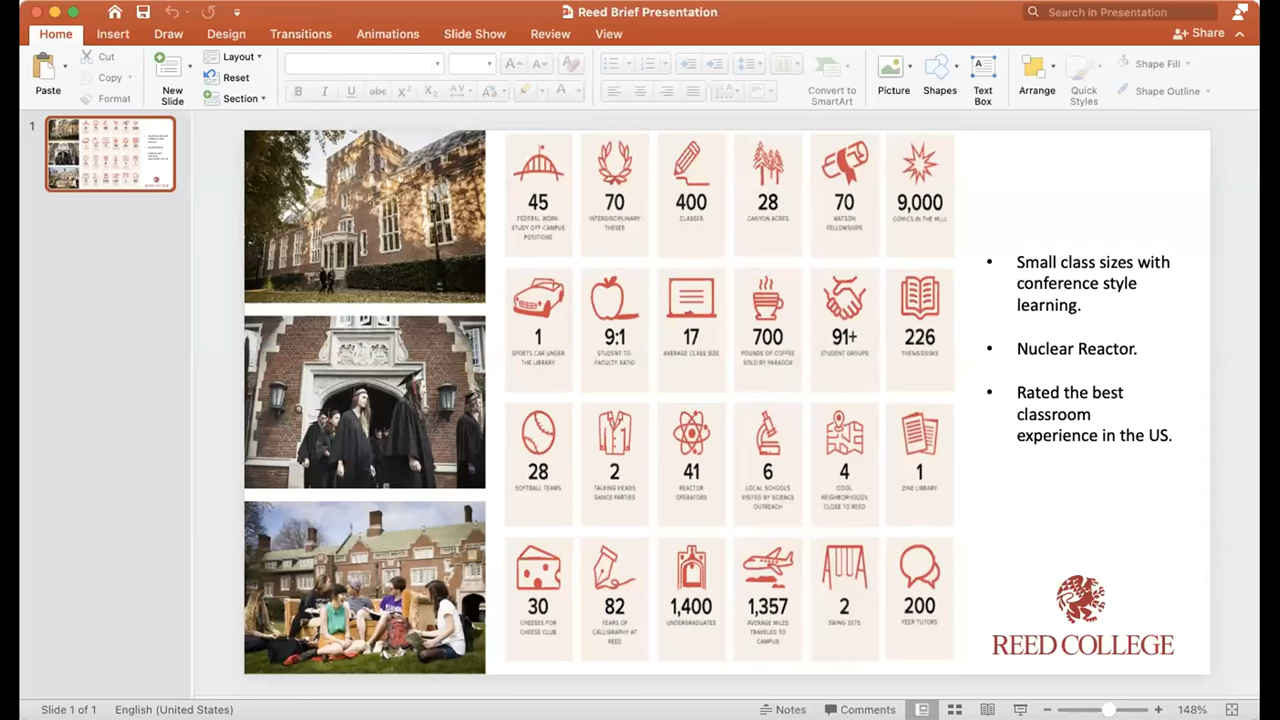 Reed Brief Presentation
Search in Presentation
Home Insert Draw Design Transitions Animations Slide Show Review View Share
Paste
Cut
Copy
Format
New
Slide
Layout
Reset
Section
Convert to
SmartArt
Picture
Shapes
Text
Box
Arrange
Quick
Styles
Shape Fill
Shape Outline
1
45
FEDERAL WORK-
STUDY OFF-CAMPUS
POSITIONS
70
INTERDISCIPLINARY
THESES
400
CLASSES
28
CANYON ACRES
70
WATSON
FELLOWSHIPS
9,000
COMICS IN THE MLLL
1
SPORTS CAR UNDER
THE LIBRARY
9:1
STUDENT-TO-
FACULTY RATIO
17
AVERAGE CLASS SIZE
700
POUNDS OF COFFEE
SOLD BY PARADOX
91+
STUDENT GROUPS
226
THESIS DESKS
28
SOFTBALL TEAMS
2
TALKING HEADS
DANCE PARTIES
41
REACTOR
OPERATORS
6
LOCAL SCHOOLS
VISITED BY SCIENCE
OUTREACH
4
COOL
NEIGHBORHOODS
CLOSE TO REED
1
ZINE LIBRARY
30
CHEESES FOR
CHEESE CLUB
82
YEARS OF
CALLIGRAPHY AT
REED
1,400
UNDERGRADUATES
1,357
AVERAGE MILES
TRAVELED TO
CAMPUS
2
SWING SETS
200
PEER TUTORS
• Small class sizes with
conference style
learning.
• Nuclear Reactor.
• Rated the best
classroom
experience in the US.
REED COLLEGE
Slide 1 of 1 English (United States)
Notes Comments 148%